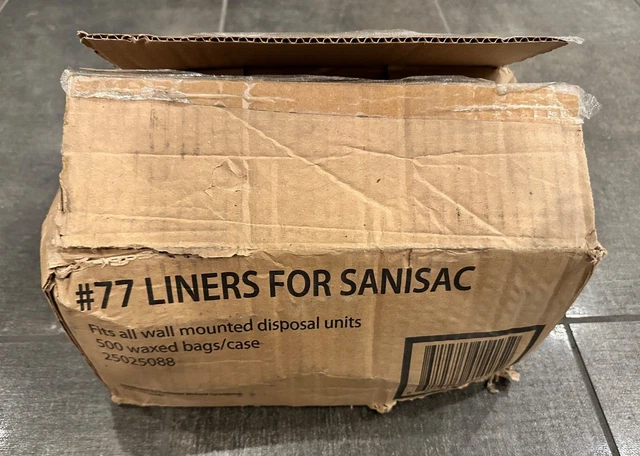 #77 LINERS FOR SANISAC
Fits all wall mounted disposal units
500 waxed bags/case
25025088